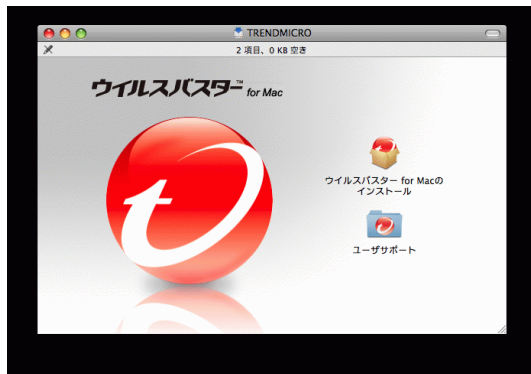 TRENDMICRO
2 項目、0 KB 空き
ウイルスバスター™ for Mac
ウイルスバスター for Macの
インストール
ユーザサポート